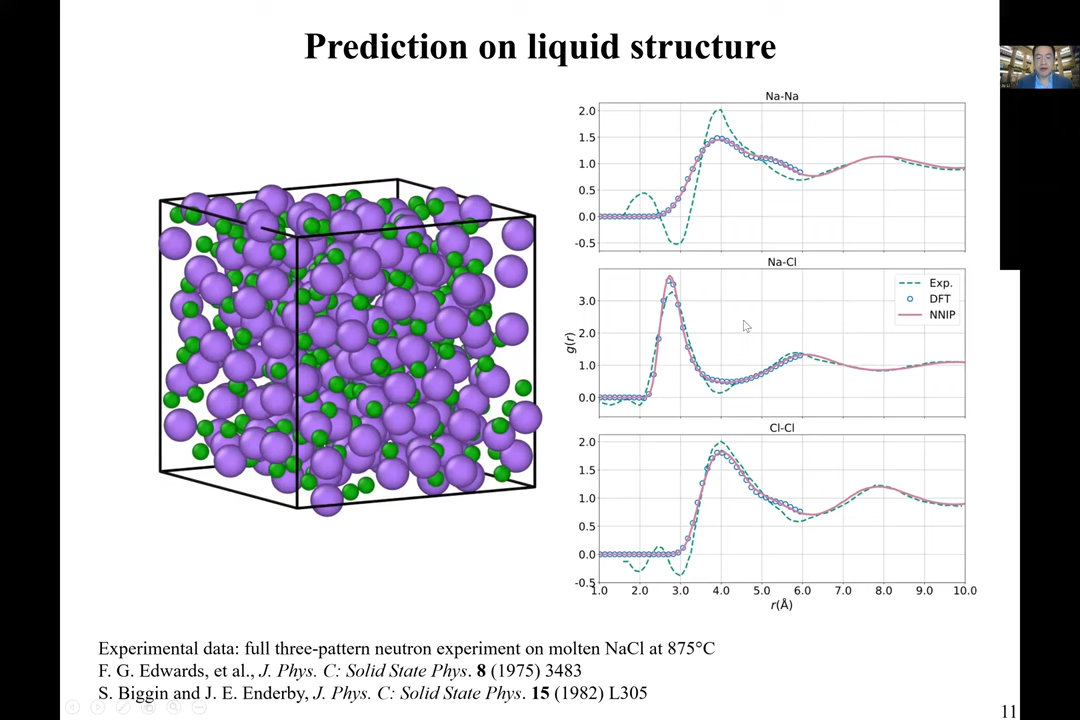 Prediction on liquid structure
Na-Na
2.0
1.5
1.0
0.5
0.0
-0.5
Na-Cl
3.0
2.0
1.0
0.0
g(r)
Exp.
DFT
NNIP
Cl-Cl
2.0
1.5
1.0
0.5
0.0
-0.5
1.0 2.0 3.0 4.0 5.0 6.0 7.0 8.0 9.0 10.0
r(Å)
Experimental data: full three-pattern neutron experiment on molten NaCl at 875°C
F. G. Edwards, et al., J. Phys. C: Solid State Phys. 8 (1975) 3483
S. Biggin and J. E. Enderby, J. Phys. C: Solid State Phys. 15 (1982) L305
11